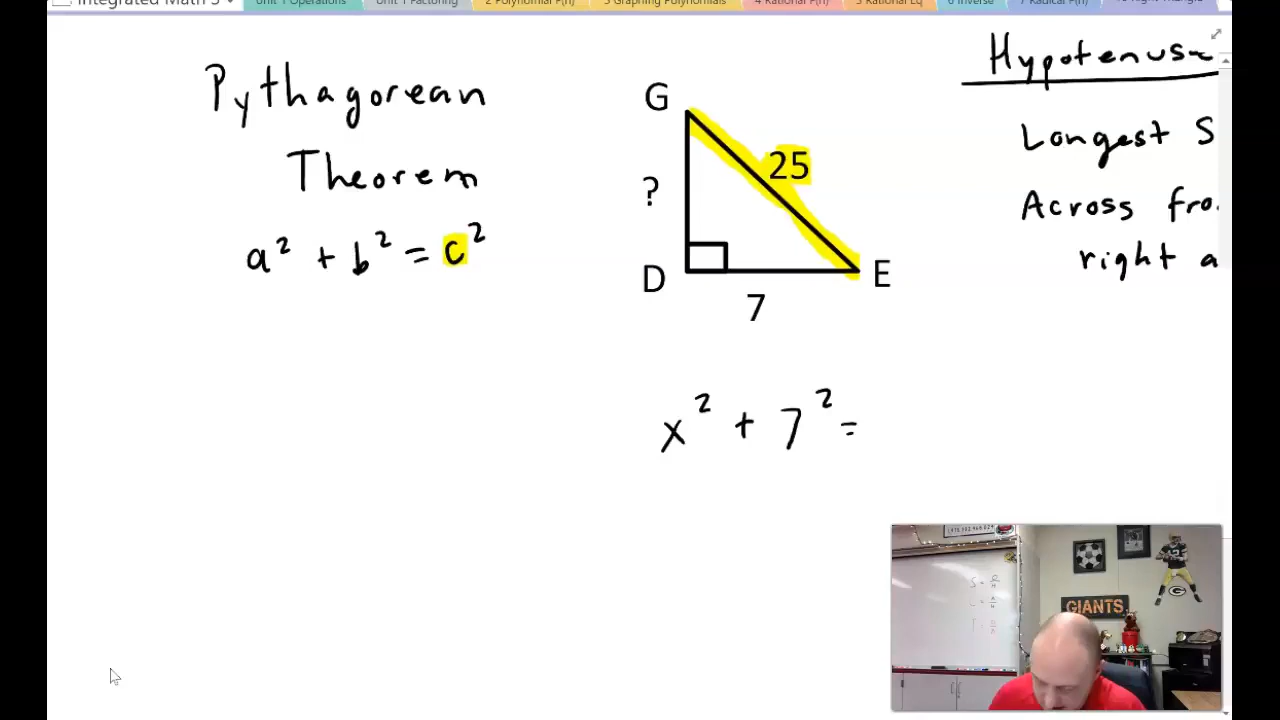 Integrated Math 3
Unit 1 Operations
Unit 1 Factoring
2 Polynomial F(n)
3 Graphing Polynomials
4 Rational F(n)
5 Rational Eq
6 Inverse
7 Radical F(n)
Pythagorean
Theorem
a² + b² = c²
G
25
?
D
E
7
Hypotenuse
Longest S
Across fro
right a
x² + 7² =
GIANTS
G